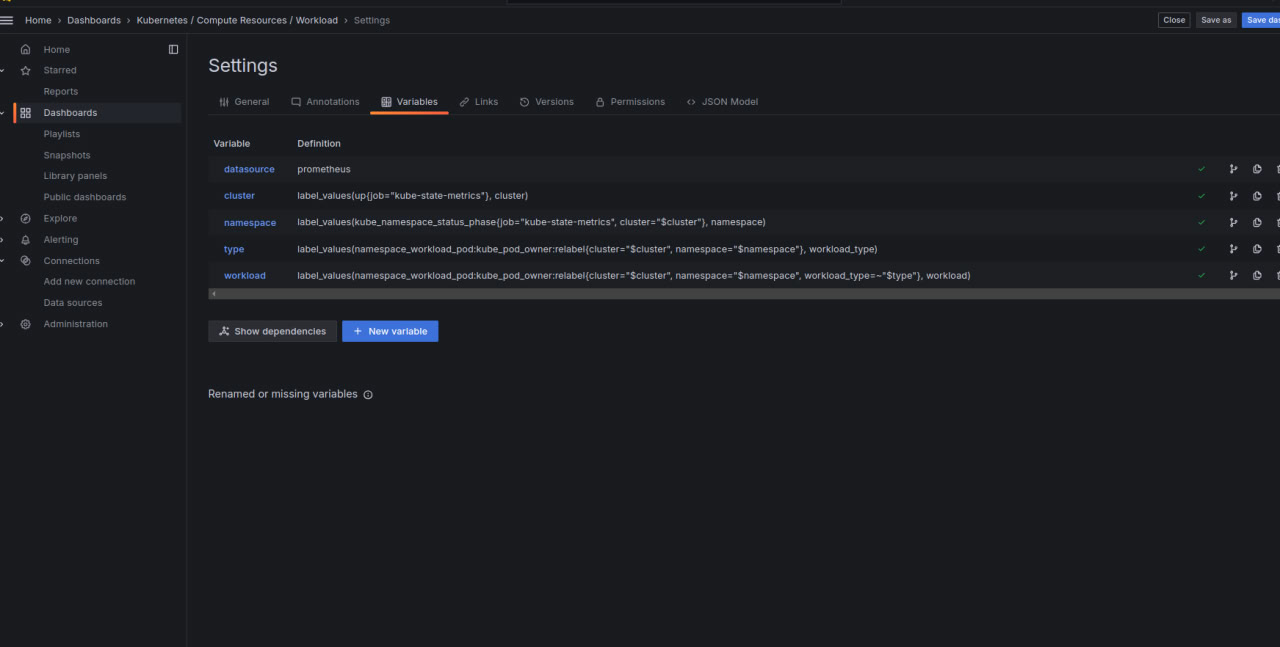 Home › Dashboards › Kubernetes / Compute Resources / Workload › Settings
Close
Save as
Save das
Home
Starred
Reports
Dashboards
Playlists
Snapshots
Library panels
Public dashboards
Explore
Alerting
Connections
Add new connection
Data sources
Administration
Settings
General
Annotations
Variables
Links
Versions
Permissions
JSON Model
Variable Definition
datasource prometheus
cluster label_values(up{job="kube-state-metrics"}, cluster)
namespace label_values(kube_namespace_status_phase{job="kube-state-metrics", cluster="$cluster"}, namespace)
type label_values(namespace_workload_pod:kube_pod_owner:relabel{cluster="$cluster", namespace="$namespace"}, workload_type)
workload label_values(namespace_workload_pod:kube_pod_owner:relabel{cluster="$cluster", namespace="$namespace", workload_type=~"$type"}, workload)
Show dependencies
+ New variable
Renamed or missing variables